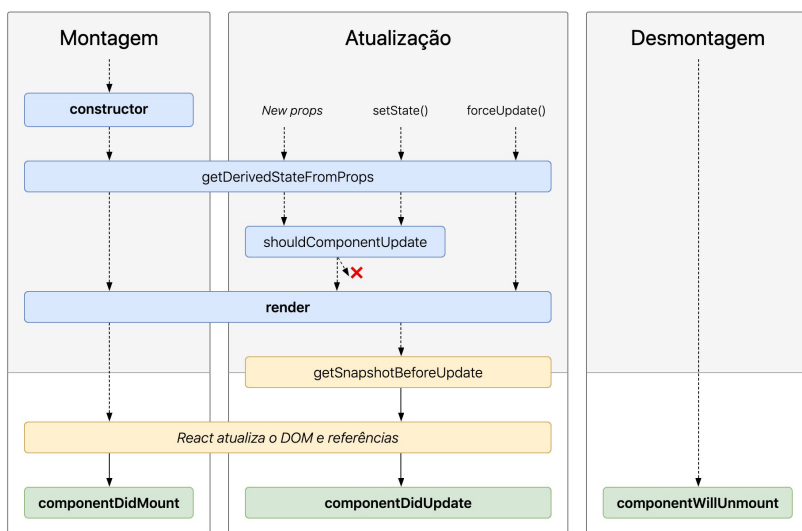 Montagem
Atualização
Desmontagem
constructor
New props
setState()
forceUpdate()
getDerivedStateFromProps
shouldComponentUpdate
render
getSnapshotBeforeUpdate
React atualiza o DOM e referências
componentDidMount
componentDidUpdate
componentWillUnmount